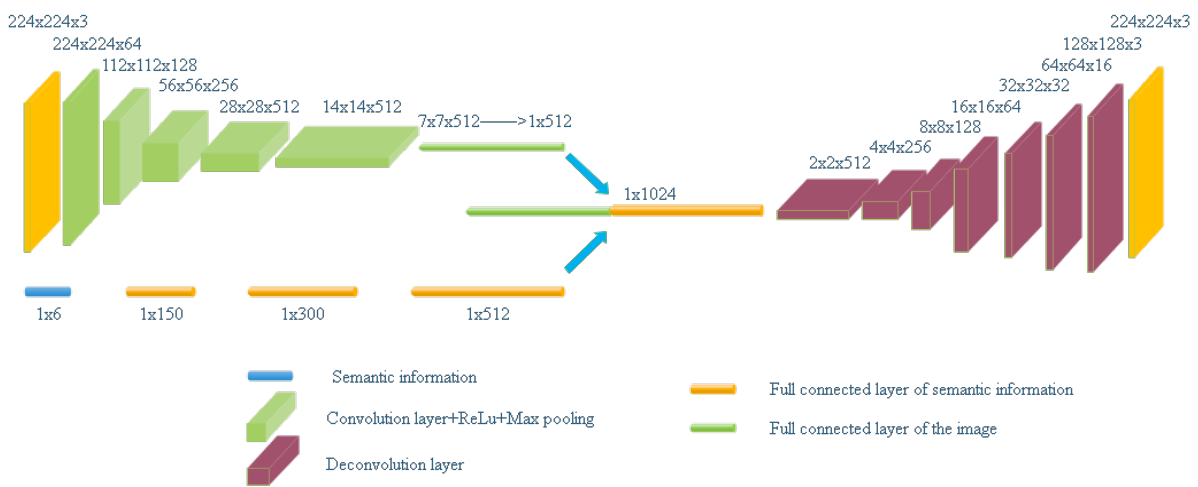 224x224x3
224x224x64
112x112x128
56x56x256
28x28x512
14x14x512
7x7x512——>1x512
1x1024
2x2x512
4x4x256
8x8x128
16x16x64
32x32x32
64x64x16
128x128x3
224x224x3
1x6
1x150
1x300
1x512
Semantic information
Convolution layer+ReLu+Max pooling
Deconvolution layer
Full connected layer of semantic information
Full connected layer of the image